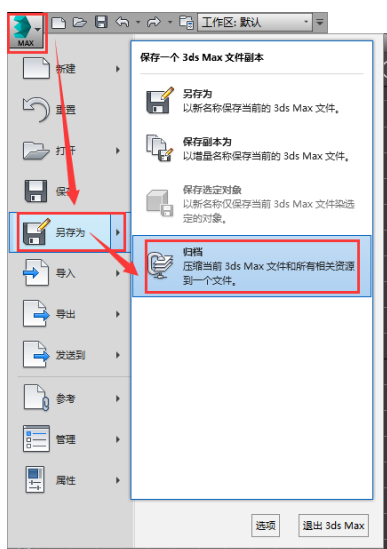 工作区: 默认
MAX
新建
重置
打开
保存
另存为
导入
导出
发送到
参考
管理
属性
保存一个 3ds Max 文件副本
另存为
以新名称保存当前的 3ds Max 文件。
保存副本为
以增量名称保存当前的 3ds Max 文件。
保存选定对象
以新名称仅保存当前 3ds Max 文件中选
定的对象。
归档
压缩当前 3ds Max 文件和所有相关资源
到一个文件。
选项
退出 3ds Max